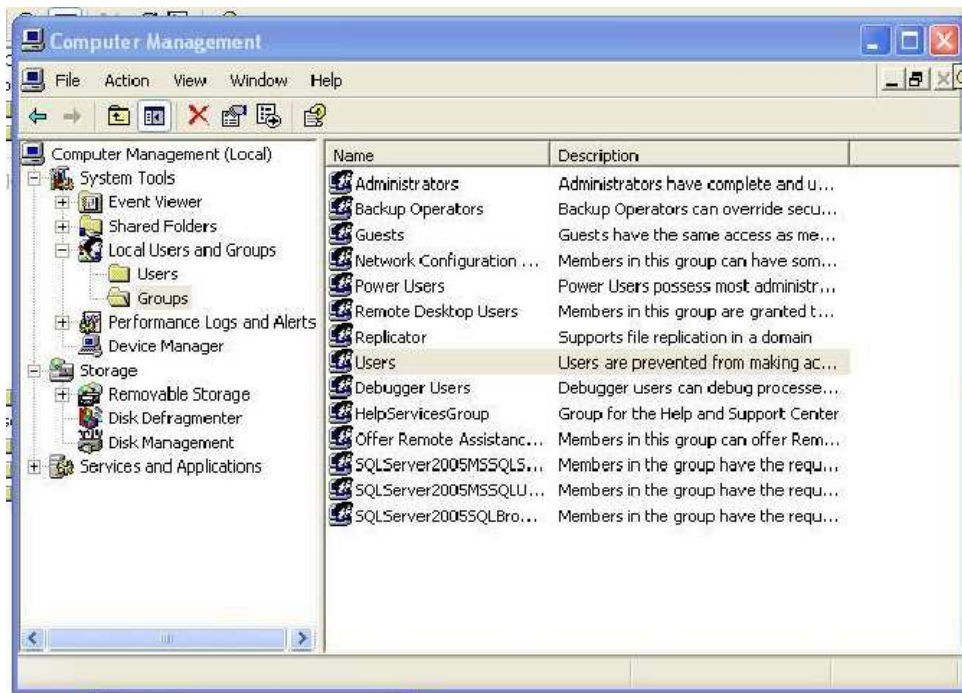 Computer Management
File Action View Window Help
Computer Management (Local)
System Tools
Event Viewer
Shared Folders
Local Users and Groups
Users
Groups
Performance Logs and Alerts
Device Manager
Storage
Removable Storage
Disk Defragmenter
Disk Management
Services and Applications
Name Description
Administrators Administrators have complete and u...
Backup Operators Backup Operators can override secu...
Guests Guests have the same access as me...
Network Configuration ... Members in this group can have som...
Power Users Power Users possess most administr...
Remote Desktop Users Members in this group are granted t...
Replicator Supports file replication in a domain
Users Users are prevented from making ac...
Debugger Users Debugger users can debug processe...
HelpServicesGroup Group for the Help and Support Center
Offer Remote Assistanc... Members in this group can offer Rem...
SQLServer2005MSSQLS... Members in the group have the requ...
SQLServer2005MSSQLU... Members in the group have the requ...
SQLServer2005SQLBro... Members in the group have the requ...